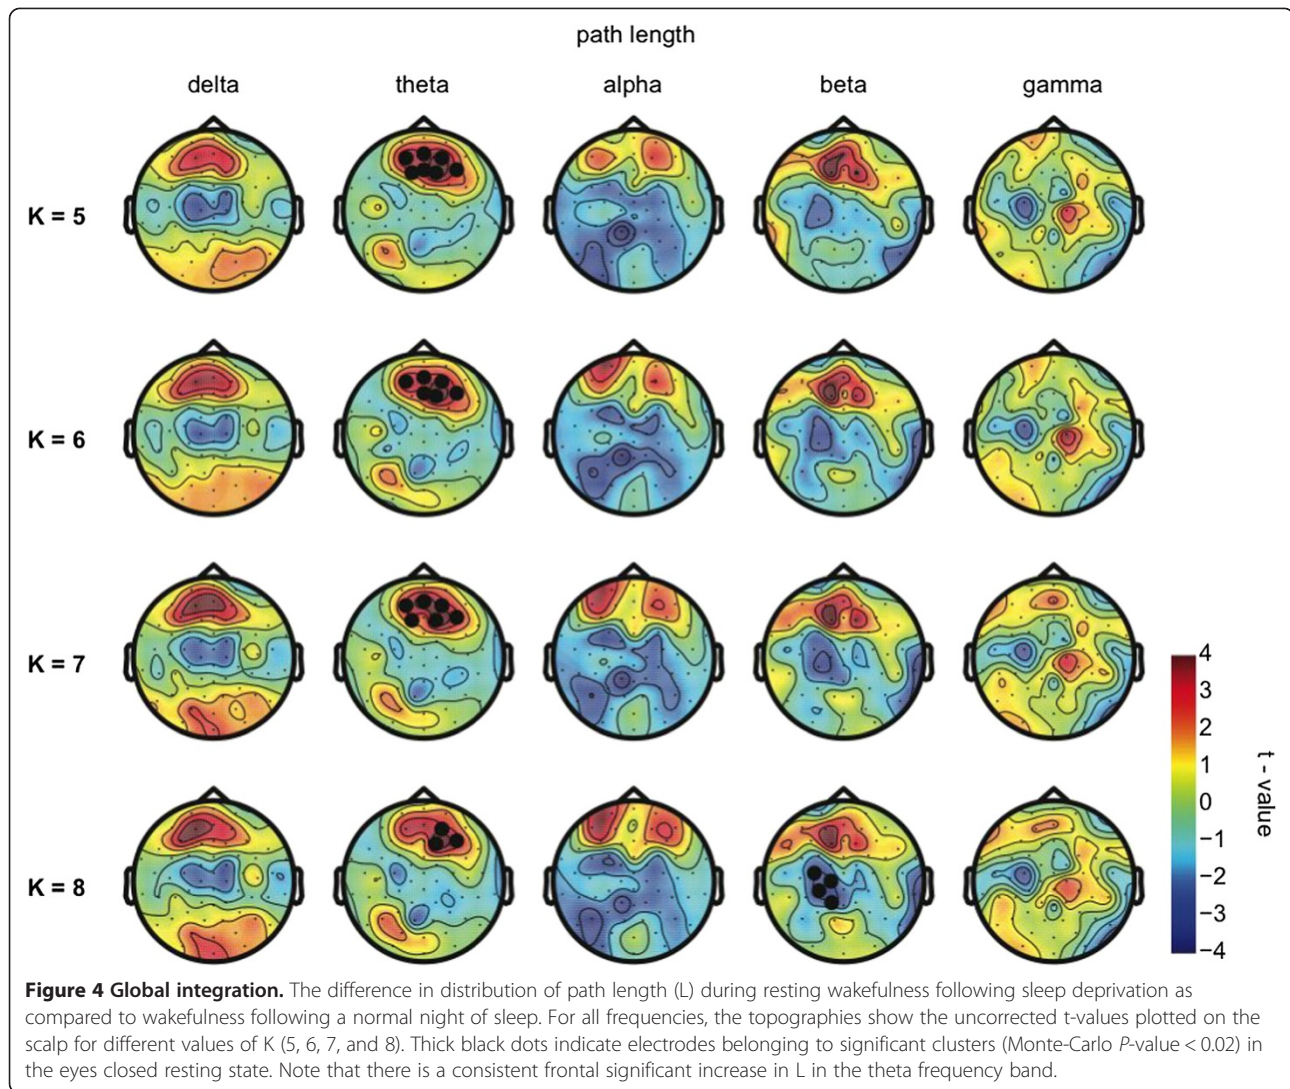 path length
delta theta alpha beta gamma
K = 5
K = 6
K = 7
K = 8
4
3
2
1
0
−1
−2
−3
−4
t - value
Figure 4 Global integration. The difference in distribution of path length (L) during resting wakefulness following sleep deprivation as
compared to wakefulness following a normal night of sleep. For all frequencies, the topographies show the uncorrected t-values plotted on the
scalp for different values of K (5, 6, 7, and 8). Thick black dots indicate electrodes belonging to significant clusters (Monte-Carlo P-value < 0.02) in
the eyes closed resting state. Note that there is a consistent frontal significant increase in L in the theta frequency band.